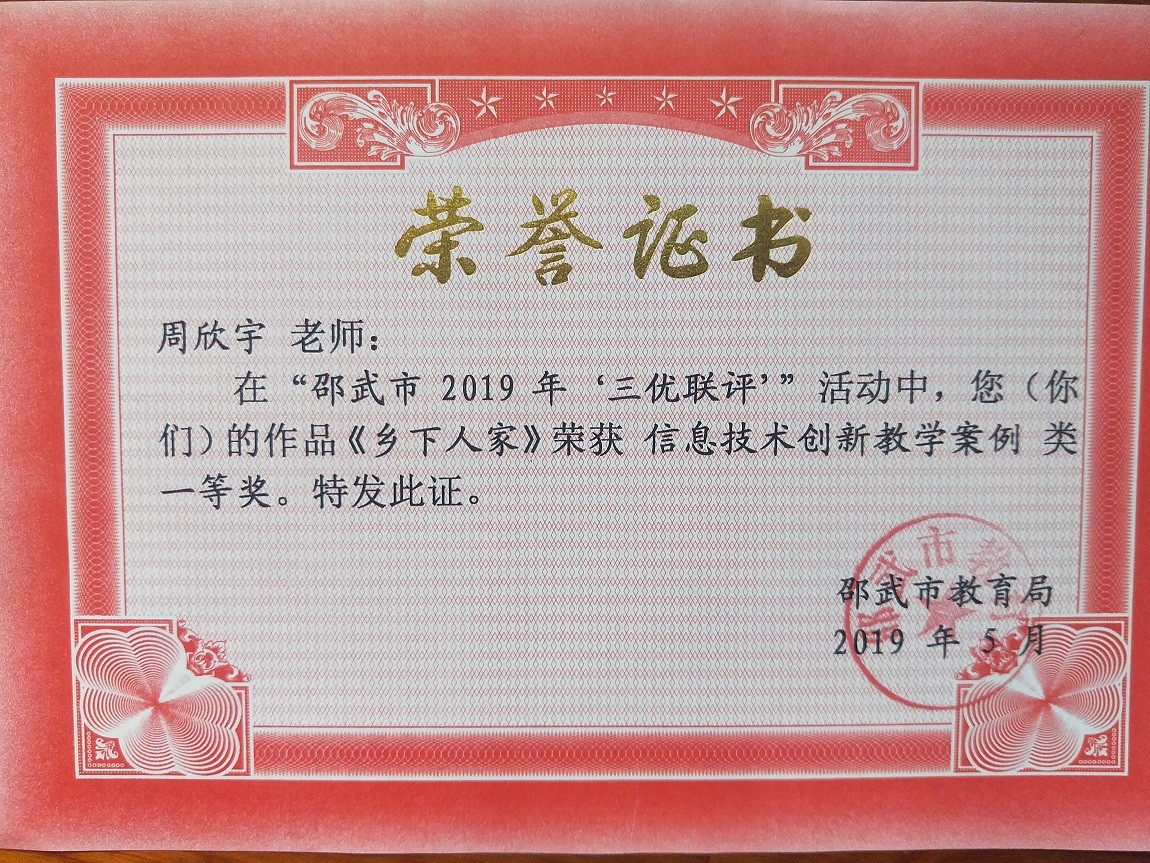 荣誉证书
周欣宇 老师：
在“邵武市 2019 年 ‘三优联评’”活动中，您（你
们）的作品《乡下人家》荣获 信息技术创新教学案例 类
一等奖。特发此证。
邵武市教育局
2019 年 5 月
武市教